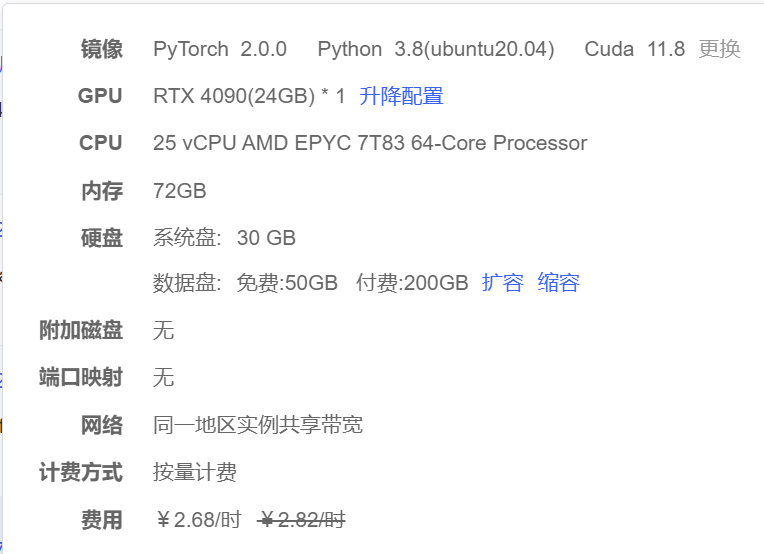 镜像 PyTorch 2.0.0 Python 3.8(ubuntu20.04) Cuda 11.8 更换
GPU RTX 4090(24GB) * 1 升降配置
CPU 25 vCPU AMD EPYC 7T83 64-Core Processor
内存 72GB
硬盘 系统盘: 30 GB
数据盘: 免费:50GB 付费:200GB 扩容 缩容
附加磁盘 无
端口映射 无
网络 同一地区实例共享带宽
计费方式 按量计费
费用 ￥2.68/时 ￥2.82/时